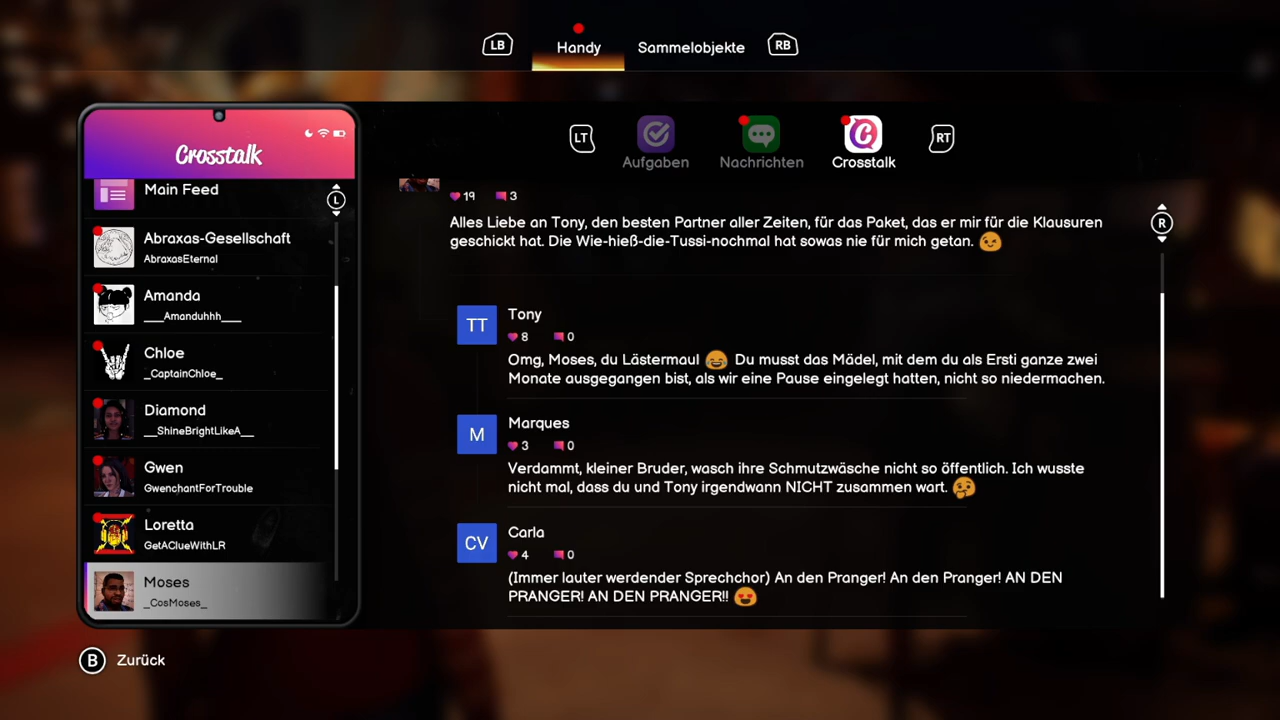 LB
Handy
Sammelobjekte
RB
Crosstalk
LT
Aufgaben
Nachrichten
Crosstalk
RT
Main Feed
L
Abraxas-Gesellschaft
AbraxasEternal
Amanda
___Amanduhhh___
Chloe
_CaptainChloe_
Diamond
__ShineBrightLikeA__
Gwen
GwenchantForTrouble
Loretta
GetAClueWithLR
Moses
_CosMoses_
19 3
Alles Liebe an Tony, den besten Partner aller Zeiten, für das Paket, das er mir für die Klausuren
geschickt hat. Die Wie-hieß-die-Tussi-nochmal hat sowas nie für mich getan. 😉
R
TT
Tony
8 0
Omg, Moses, du Lästermaul 😂 Du musst das Mädel, mit dem du als Ersti ganze zwei
Monate ausgegangen bist, als wir eine Pause eingelegt hatten, nicht so niedermachen.
M
Marques
3 0
Verdammt, kleiner Bruder, wasch ihre Schmutzwäsche nicht so öffentlich. Ich wusste
nicht mal, dass du und Tony irgendwann NICHT zusammen wart. 🤔
CV
Carla
4 0
(Immer lauter werdender Sprechchor) An den Pranger! An den Pranger! AN DEN
PRANGER! AN DEN PRANGER!! 😍
B Zurück